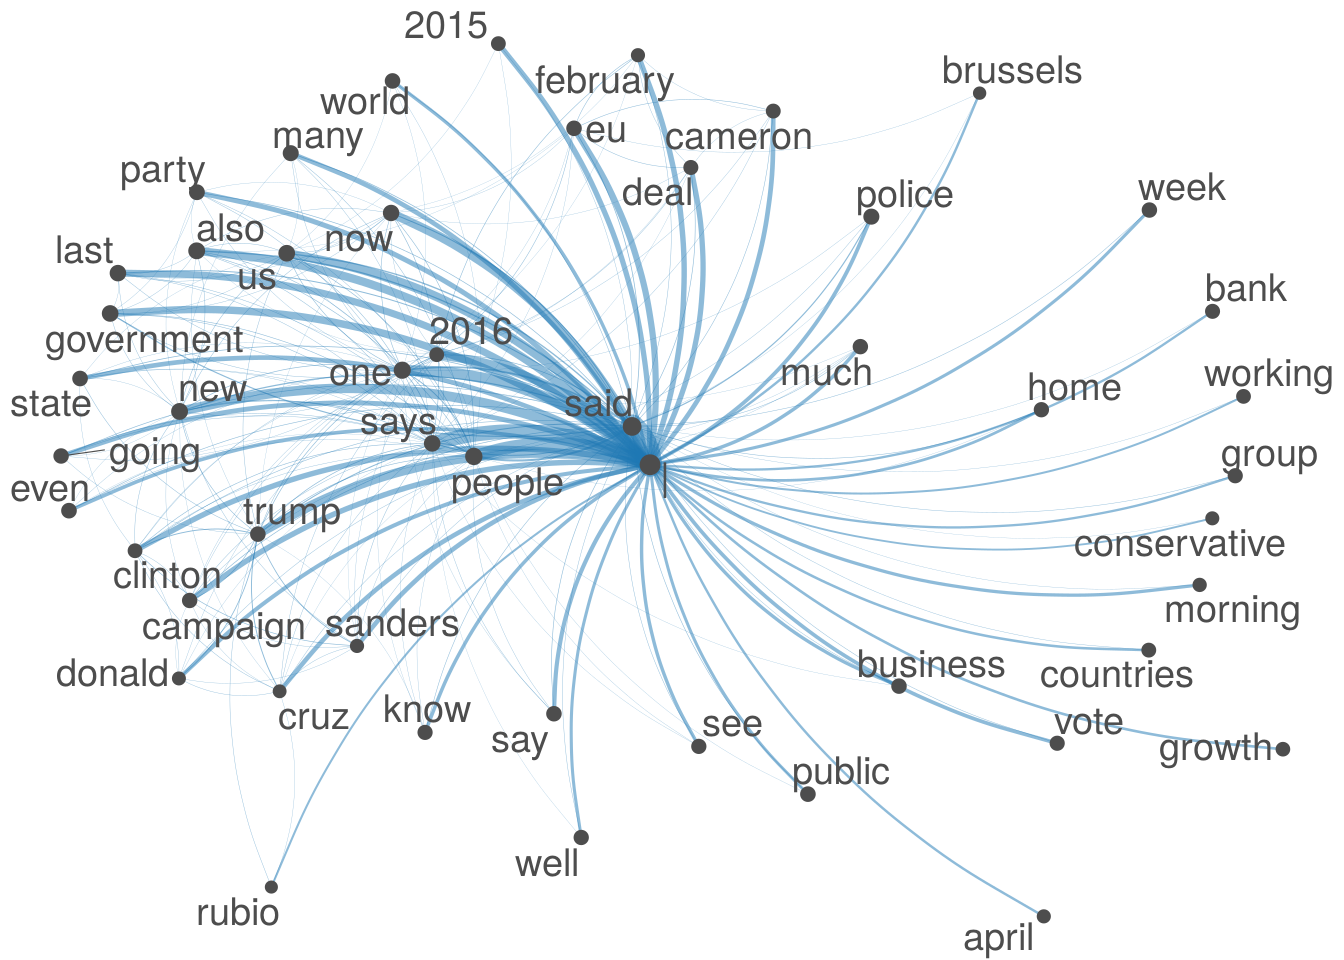 2015
february
brussels
world
eu
cameron
many
party
deal
police
week
also
now
last
us
bank
government
2016
one
much
working
state
new
said
home
says
going
group
even
people
|
trump
conservative
clinton
campaign
sanders
morning
donald
business
countries
cruz
know
say
see
vote
growth
public
well
rubio
april